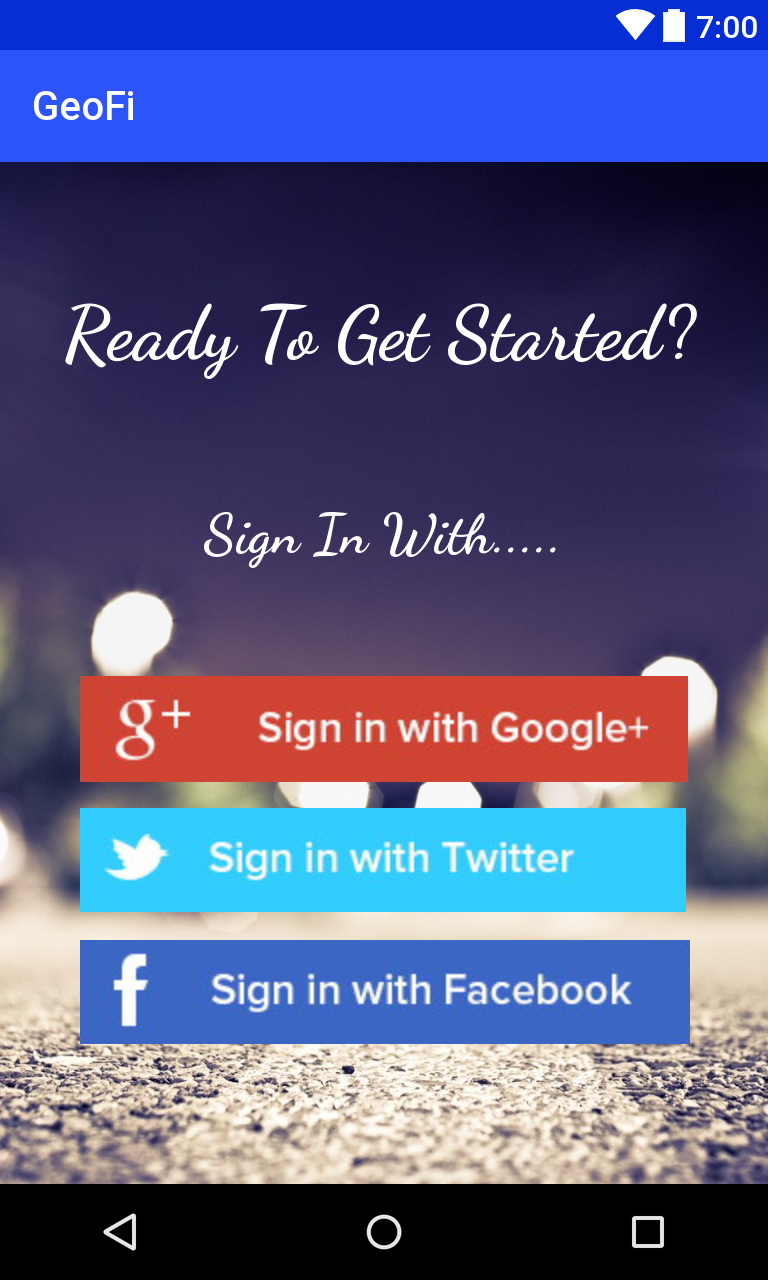 7:00
GeoFi
Ready To Get Started?
Sign In With.....
g+ Sign in with Google+
Sign in with Twitter
f Sign in with Facebook